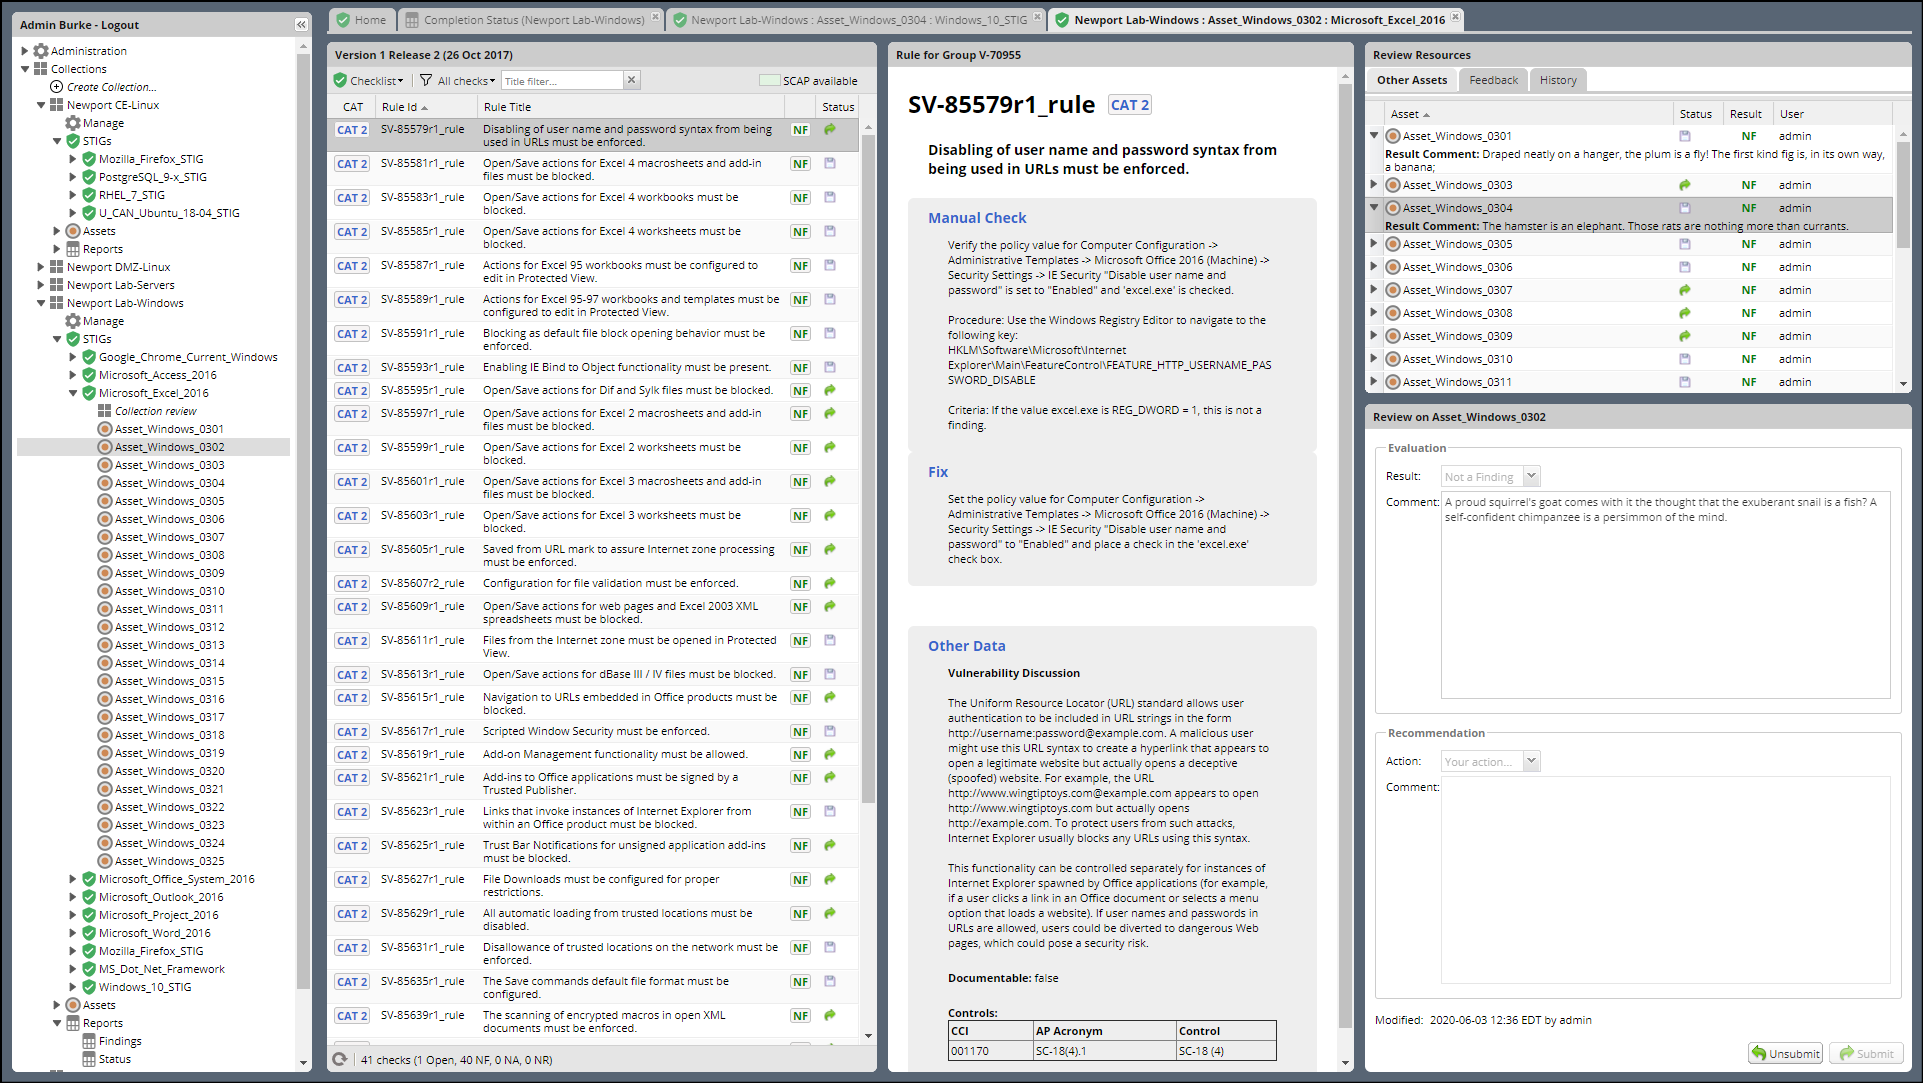 Admin Burke - Logout
Administration
Collections
Create Collection...
Newport CE-Linux
Manage
STIGs
Mozilla_Firefox_STIG
PostgreSQL_9-x_STIG
RHEL_7_STIG
U_CAN_Ubuntu_18-04_STIG
Assets
Reports
Newport DMZ-Linux
Newport Lab-Servers
Newport Lab-Windows
Manage
STIGs
Google_Chrome_Current_Windows
Microsoft_Access_2016
Microsoft_Excel_2016
Collection review
Asset_Windows_0301
Asset_Windows_0302
Asset_Windows_0303
Asset_Windows_0304
Asset_Windows_0305
Asset_Windows_0306
Asset_Windows_0307
Asset_Windows_0308
Asset_Windows_0309
Asset_Windows_0310
Asset_Windows_0311
Asset_Windows_0312
Asset_Windows_0313
Asset_Windows_0314
Asset_Windows_0315
Asset_Windows_0316
Asset_Windows_0317
Asset_Windows_0318
Asset_Windows_0319
Asset_Windows_0320
Asset_Windows_0321
Asset_Windows_0322
Asset_Windows_0323
Asset_Windows_0324
Asset_Windows_0325
Microsoft_Office_System_2016
Microsoft_Outlook_2016
Microsoft_Project_2016
Microsoft_Word_2016
Mozilla_Firefox_STIG
MS_Dot_Net_Framework
Windows_10_STIG
Assets
Reports
Findings
Status
Home
Completion Status (Newport Lab-Windows)
Newport Lab-Windows : Asset_Windows_0304 : Windows_10_STIG
Newport Lab-Windows : Asset_Windows_0302 : Microsoft_Excel_2016
Version 1 Release 2 (26 Oct 2017)
Checklist All checks Title filter... SCAP available
CAT Rule Id Rule Title Status
CAT 2 SV-85579r1_rule Disabling of user name and password syntax from being NF
used in URLs must be enforced.
CAT 2 SV-85581r1_rule Open/Save actions for Excel 4 macrosheets and add-in NF
files must be blocked.
CAT 2 SV-85583r1_rule Open/Save actions for Excel 4 workbooks must be NF
blocked.
CAT 2 SV-85585r1_rule Open/Save actions for Excel 4 worksheets must be NF
blocked.
CAT 2 SV-85587r1_rule Actions for Excel 95 workbooks must be configured to NF
edit in Protected View.
CAT 2 SV-85589r1_rule Actions for Excel 95-97 workbooks and templates must be NF
configured to edit in Protected View.
CAT 2 SV-85591r1_rule Blocking as default file block opening behavior must be NF
enforced.
CAT 2 SV-85593r1_rule Enabling IE Bind to Object functionality must be present. NF
CAT 2 SV-85595r1_rule Open/Save actions for Dif and Sylk files must be blocked. NF
CAT 2 SV-85597r1_rule Open/Save actions for Excel 2 macrosheets and add-in NF
files must be blocked.
CAT 2 SV-85599r1_rule Open/Save actions for Excel 2 worksheets must be NF
blocked.
CAT 2 SV-85601r1_rule Open/Save actions for Excel 3 macrosheets and add-in NF
files must be blocked.
CAT 2 SV-85603r1_rule Open/Save actions for Excel 3 worksheets must be NF
blocked.
CAT 2 SV-85605r1_rule Saved from URL mark to assure Internet zone processing NF
must be enforced.
CAT 2 SV-85607r2_rule Configuration for file validation must be enforced. NF
CAT 2 SV-85609r1_rule Open/Save actions for web pages and Excel 2003 XML NF
spreadsheets must be blocked.
CAT 2 SV-85611r1_rule Files from the Internet zone must be opened in Protected NF
View.
CAT 2 SV-85613r1_rule Open/Save actions for dBase III / IV files must be blocked. NF
CAT 2 SV-85615r1_rule Navigation to URLs embedded in Office products must be NF
blocked.
CAT 2 SV-85617r1_rule Scripted Window Security must be enforced. NF
CAT 2 SV-85619r1_rule Add-on Management functionality must be allowed. NF
CAT 2 SV-85621r1_rule Add-ins to Office applications must be signed by a NF
Trusted Publisher.
CAT 2 SV-85623r1_rule Links that invoke instances of Internet Explorer from NF
within an Office product must be blocked.
CAT 2 SV-85625r1_rule Trust Bar Notifications for unsigned application add-ins NF
must be blocked.
CAT 2 SV-85627r1_rule File Downloads must be configured for proper NF
restrictions.
CAT 2 SV-85629r1_rule All automatic loading from trusted locations must be NF
disabled.
CAT 2 SV-85631r1_rule Disallowance of trusted locations on the network must be NF
enforced.
CAT 2 SV-85635r1_rule The Save commands default file format must be NF
configured.
CAT 2 SV-85639r1_rule The scanning of encrypted macros in open XML NF
documents must be enforced.
41 checks (1 Open, 40 NF, 0 NA, 0 NR)
Rule for Group V-70955
SV-85579r1_rule CAT 2
Disabling of user name and password syntax from
being used in URLs must be enforced.
Manual Check
Verify the policy value for Computer Configuration ->
Administrative Templates -> Microsoft Office 2016 (Machine) ->
Security Settings -> IE Security "Disable user name and
password" is set to "Enabled" and 'excel.exe' is checked.
Procedure: Use the Windows Registry Editor to navigate to the
following key:
HKLM\Software\Microsoft\Internet
Explorer\Main\FeatureControl\FEATURE_HTTP_USERNAME_PAS
SWORD_DISABLE
Criteria: If the value excel.exe is REG_DWORD = 1, this is not a
finding.
Fix
Set the policy value for Computer Configuration ->
Administrative Templates -> Microsoft Office 2016 (Machine) ->
Security Settings -> IE Security "Disable user name and
password" to "Enabled" and place a check in the 'excel.exe'
check box.
Other Data
Vulnerability Discussion
The Uniform Resource Locator (URL) standard allows user
authentication to be included in URL strings in the form
http://username:password@example.com. A malicious user
might use this URL syntax to create a hyperlink that appears to
open a legitimate website but actually opens a deceptive
(spoofed) website. For example, the URL
http://www.wingtiptoys.com@example.com appears to open
http://www.wingtiptoys.com but actually opens
http://example.com. To protect users from such attacks,
Internet Explorer usually blocks any URLs using this syntax.
This functionality can be controlled separately for instances of
Internet Explorer spawned by Office applications (for example,
if a user clicks a link in an Office document or selects a menu
option that loads a website). If user names and passwords in
URLs are allowed, users could be diverted to dangerous Web
pages, which could pose a security risk.
Documentable: false
Controls:
CCI AP Acronym Control
001170 SC-18(4).1 SC-18 (4)
Review Resources
Other Assets Feedback History
Asset Status Result User
Asset_Windows_0301 NF admin
Result Comment: Draped neatly on a hanger, the plum is a fly! The first kind fig is, in its own way,
a banana;
Asset_Windows_0303 NF admin
Asset_Windows_0304 NF admin
Result Comment: The hamster is an elephant. Those rats are nothing more than currants.
Asset_Windows_0305 NF admin
Asset_Windows_0306 NF admin
Asset_Windows_0307 NF admin
Asset_Windows_0308 NF admin
Asset_Windows_0309 NF admin
Asset_Windows_0310 NF admin
Asset_Windows_0311 NF admin
Review on Asset_Windows_0302
Evaluation
Result: Not a Finding
Comment: A proud squirrel's goat comes with it the thought that the exuberant snail is a fish? A
self-confident chimpanzee is a persimmon of the mind.
Recommendation
Action: Your action...
Comment:
Modified: 2020-06-03 12:36 EDT by admin
Unsubmit Submit